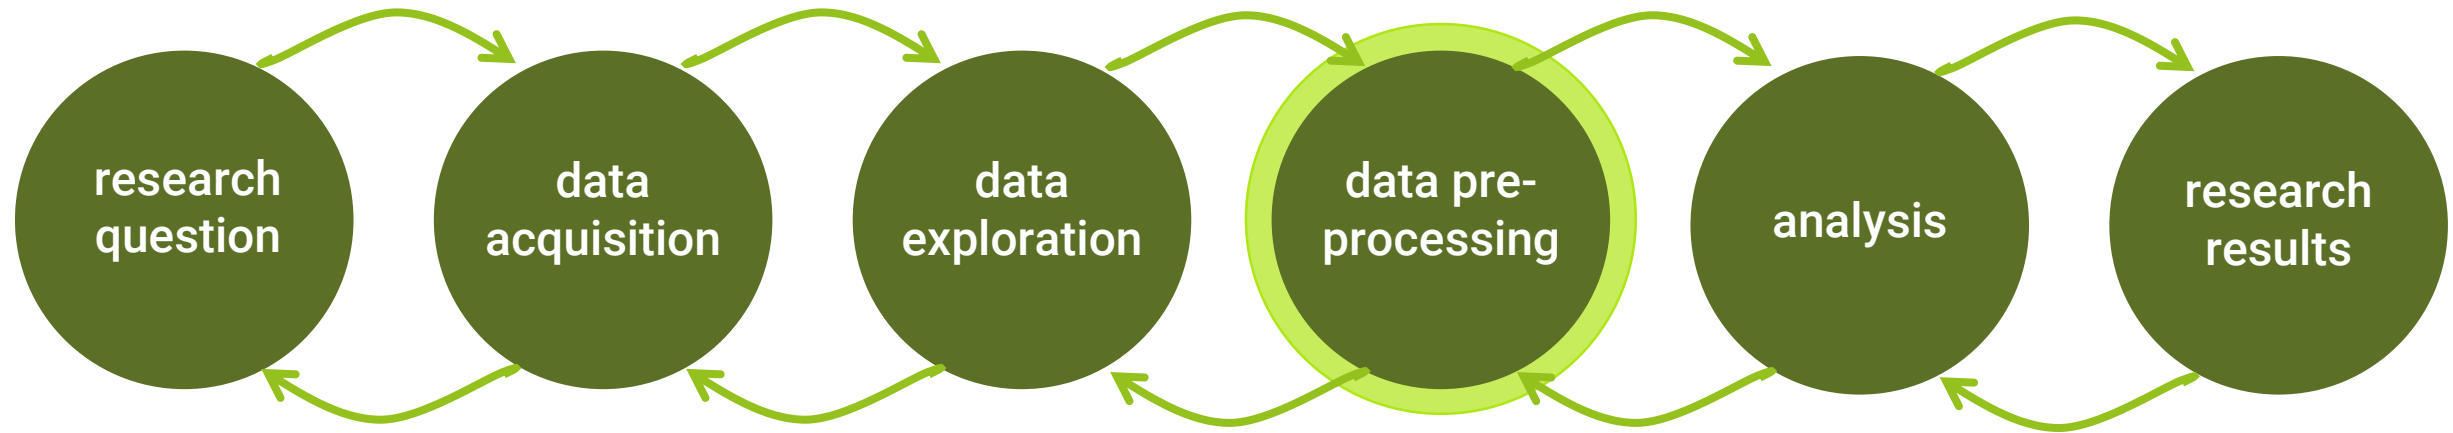 research
question
data
acquisition
data
exploration
data pre-
processing
analysis
research
results